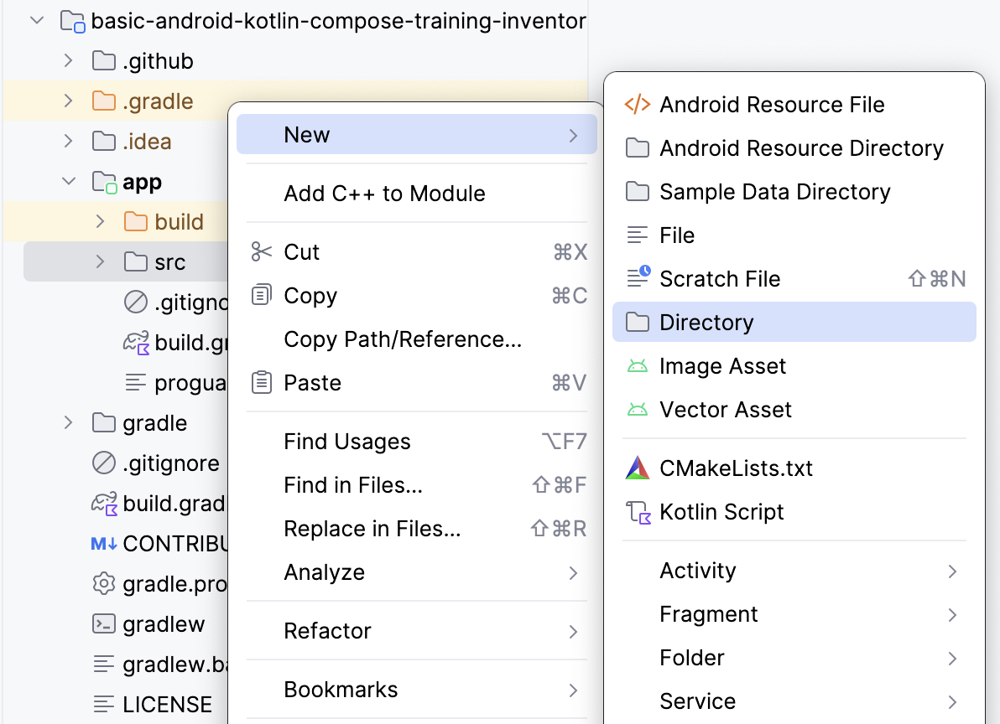 basic-android-kotlin-compose-training-inventor
.github
.gradle
.idea
app
build
src
.gitigno
build.gr
progua
gradle
.gitignore
build.grad
M↓ CONTRIBU
gradle.pro
gradlew
gradlew.ba
LICENSE
New
Add C++ to Module
Cut ⌘X
Copy ⌘C
Copy Path/Reference...
Paste ⌘V
Find Usages ⌥F7
Find in Files... ⇧⌘F
Replace in Files... ⇧⌘R
Analyze
Refactor
Bookmarks
Android Resource File
Android Resource Directory
Sample Data Directory
File
Scratch File ⇧⌘N
Directory
Image Asset
Vector Asset
CMakeLists.txt
Kotlin Script
Activity
Fragment
Folder
Service